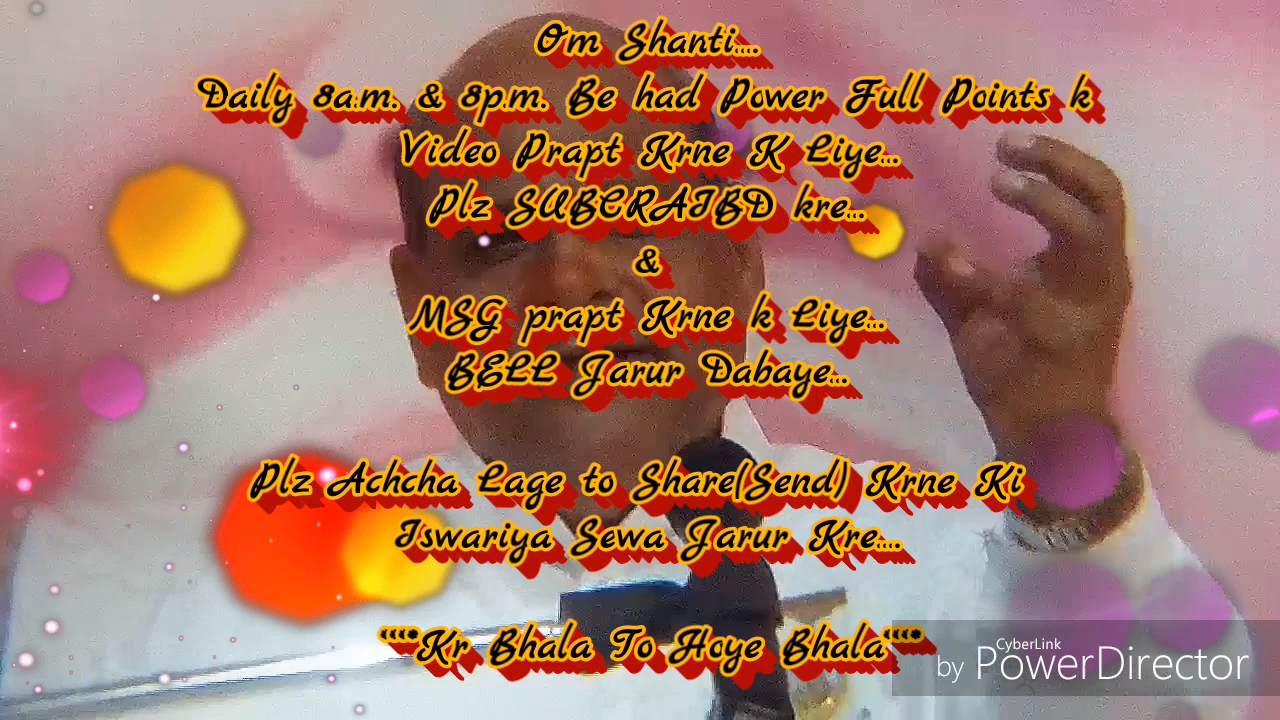 Om Shanti....
Daily 8a.m. & 8p.m. Be had Power Full Points k
Video Prapt Krne K Liye...
Plz SUBCRAIBD kre...
&
MSG prapt Krne k Liye...
BELL Jarur Dabaye...
Plz Achcha Lage to Share(Send) Krne Ki
Iswariya Sewa Jarur Kre....
""*Kr Bhala To Hoye Bhala""*
CyberLink
by PowerDirector